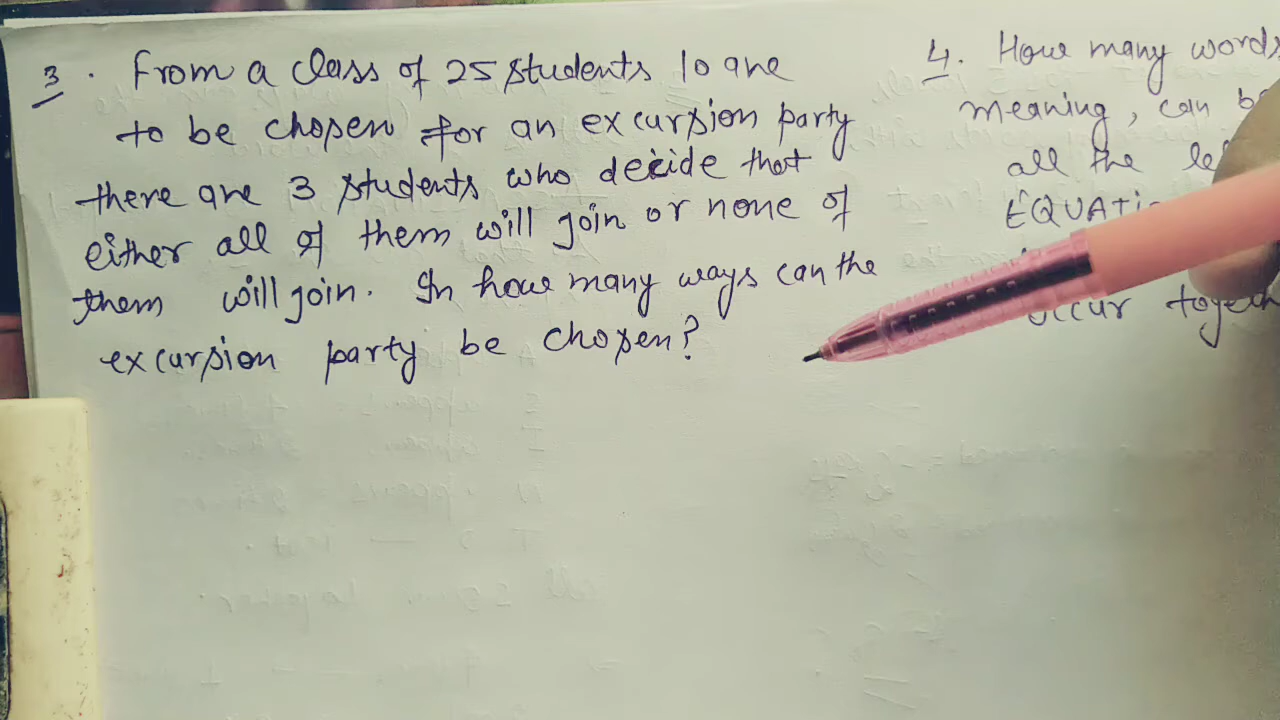 3. From a class of 25 students 10 are
to be chosen for an excursion party
there are 3 students who decide that
either all of them will join or none of
them will join. In how many ways can the
excursion party be chosen?
4. How many words
meaning, can be
all the
EQUATI
occur